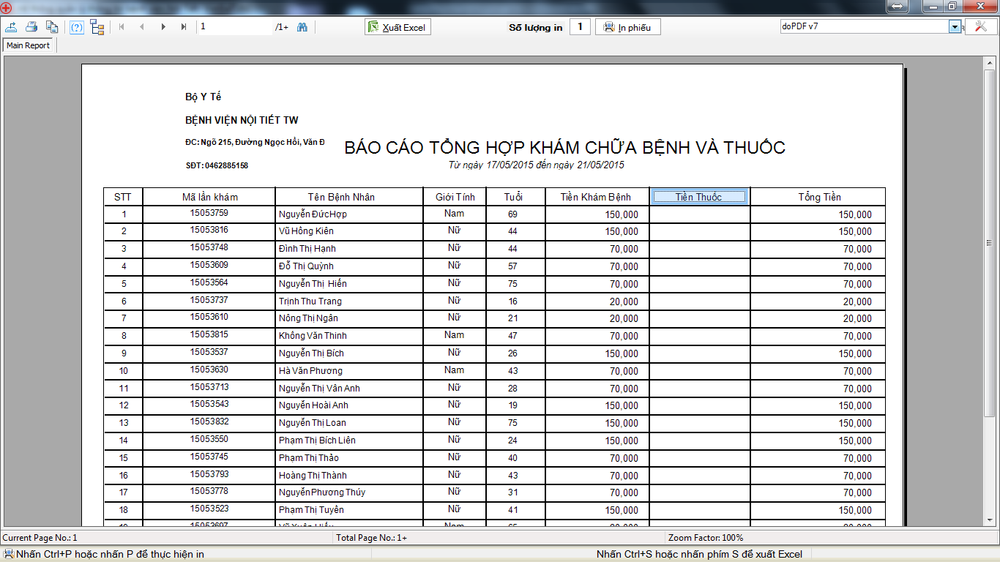 1 /1+ Xuất Excel Số lượng in 1 In phiếu doPDF v7
Main Report
Bộ Y Tế
BỆNH VIỆN NỘI TIẾT TW
ĐC: Ngõ 215, Đường Ngọc Hồi, Văn Đ
BÁO CÁO TỔNG HỢP KHÁM CHỮA BỆNH VÀ THUỐC
SĐT: 0462885158
Từ ngày 17/05/2015 đến ngày 21/05/2015
STT Mã lần khám Tên Bệnh Nhân Giới Tính Tuổi Tiền Khám Bệnh Tiền Thuốc Tổng Tiền
1 15053759 Nguyễn ĐứcHợp Nam 69 150,000 150,000
2 15053816 Vũ Hồng Kiên Nữ 44 150,000 150,000
3 15053748 Đình Thị Hạnh Nữ 44 70,000 70,000
4 15053609 Đỗ Thị Quỳnh Nữ 57 70,000 70,000
5 15053564 Nguyễn Thị Hiến Nữ 75 70,000 70,000
6 15053737 Trịnh Thu Trang Nữ 16 20,000 20,000
7 15053610 Nông Thị Ngân Nữ 21 20,000 20,000
8 15053815 Khổng Văn Thinh Nam 47 70,000 70,000
9 15053537 Nguyễn Thị Bích Nữ 26 150,000 150,000
10 15053630 Hà Văn Phương Nam 43 70,000 70,000
11 15053713 Nguyễn Thị Vân Anh Nữ 28 70,000 70,000
12 15053543 Nguyễn Hoài Anh Nữ 19 150,000 150,000
13 15053832 Nguyễn Thị Loan Nữ 75 150,000 150,000
14 15053550 Phạm Thị Bích Liên Nữ 24 150,000 150,000
15 15053745 Phạm Thị Thảo Nữ 40 70,000 70,000
16 15053793 Hoàng Thị Thành Nữ 43 70,000 70,000
17 15053778 Nguyễn Phương Thúy Nữ 31 70,000 70,000
18 15053523 Phạm Thị Tuyên Nữ 41 150,000 150,000
Current Page No.: 1 Total Page No.: 1+ Zoom Factor: 100%
Nhấn Ctrl+P hoặc nhấn P để thực hiện in Nhấn Ctrl+S hoặc nhấn phím S để xuất Excel